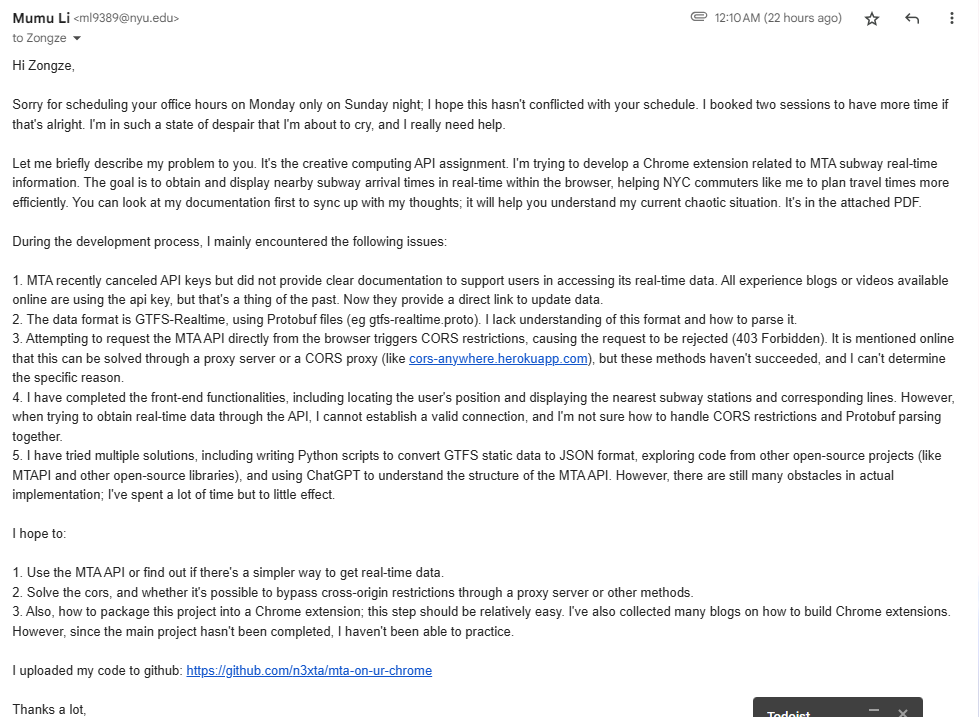 Mumu Li <ml9389@nyu.edu>
12:10 AM (22 hours ago)
to Zongze
Hi Zongze,
Sorry for scheduling your office hours on Monday only on Sunday night; I hope this hasn't conflicted with your schedule. I booked two sessions to have more time if
that's alright. I'm in such a state of despair that I'm about to cry, and I really need help.
Let me briefly describe my problem to you. It's the creative computing API assignment. I'm trying to develop a Chrome extension related to MTA subway real-time
information. The goal is to obtain and display nearby subway arrival times in real-time within the browser, helping NYC commuters like me to plan travel times more
efficiently. You can look at my documentation first to sync up with my thoughts; it will help you understand my current chaotic situation. It's in the attached PDF.
During the development process, I mainly encountered the following issues:
1. MTA recently canceled API keys but did not provide clear documentation to support users in accessing its real-time data. All experience blogs or videos available
online are using the api key, but that's a thing of the past. Now they provide a direct link to update data.
2. The data format is GTFS-Realtime, using Protobuf files (eg gtfs-realtime.proto). I lack understanding of this format and how to parse it.
3. Attempting to request the MTA API directly from the browser triggers CORS restrictions, causing the request to be rejected (403 Forbidden). It is mentioned online
that this can be solved through a proxy server or a CORS proxy (like cors-anywhere.herokuapp.com), but these methods haven't succeeded, and I can't determine
the specific reason.
4. I have completed the front-end functionalities, including locating the user's position and displaying the nearest subway stations and corresponding lines. However,
when trying to obtain real-time data through the API, I cannot establish a valid connection, and I'm not sure how to handle CORS restrictions and Protobuf parsing
together.
5. I have tried multiple solutions, including writing Python scripts to convert GTFS static data to JSON format, exploring code from other open-source projects (like
MTAPI and other open-source libraries), and using ChatGPT to understand the structure of the MTA API. However, there are still many obstacles in actual
implementation; I've spent a lot of time but to little effect.
I hope to:
1. Use the MTA API or find out if there's a simpler way to get real-time data.
2. Solve the cors, and whether it's possible to bypass cross-origin restrictions through a proxy server or other methods.
3. Also, how to package this project into a Chrome extension; this step should be relatively easy. I've also collected many blogs on how to build Chrome extensions.
However, since the main project hasn't been completed, I haven't been able to practice.
I uploaded my code to github: https://github.com/n3xta/mta-on-ur-chrome
Thanks a lot,
Todoist